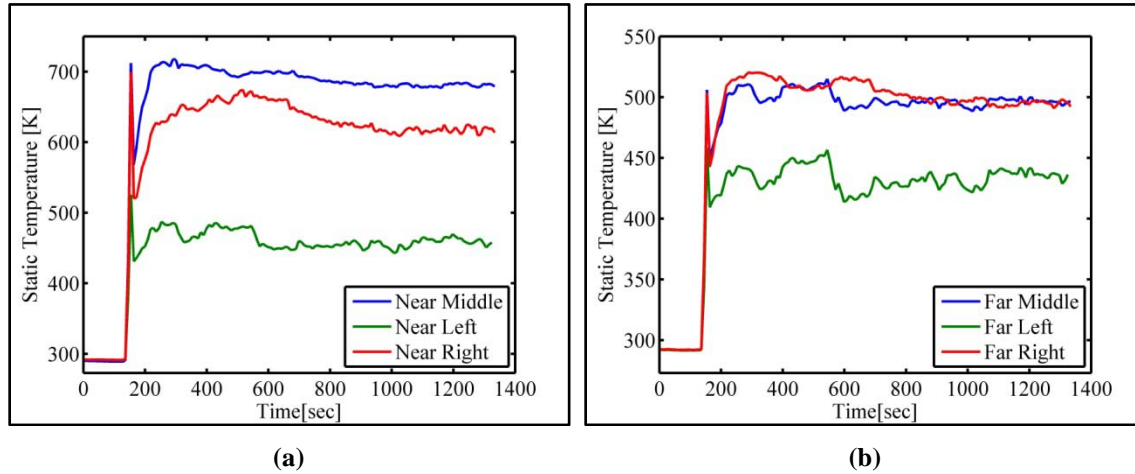 Static Temperature [K]
700
600
500
400
300
0 200 400 600 800 1000 1200 1400
Time[sec]
Near Middle
Near Left
Near Right
(a)
Static Temperature [K]
550
500
450
400
350
300
0 200 400 600 800 1000 1200 1400
Time[sec]
Far Middle
Far Left
Far Right
(b)